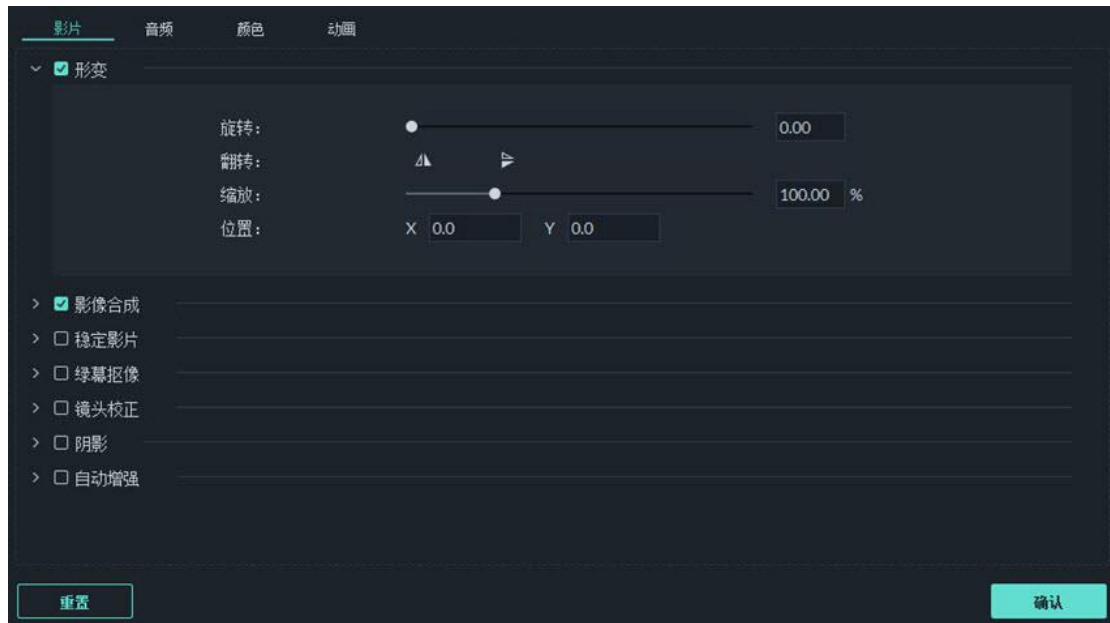 影片 音频 颜色 动画
形变
旋转： 0.00
翻转：
缩放： 100.00 %
位置： X 0.0 Y 0.0
影像合成
稳定影片
绿幕抠像
镜头校正
阴影
自动增强
重置 确认